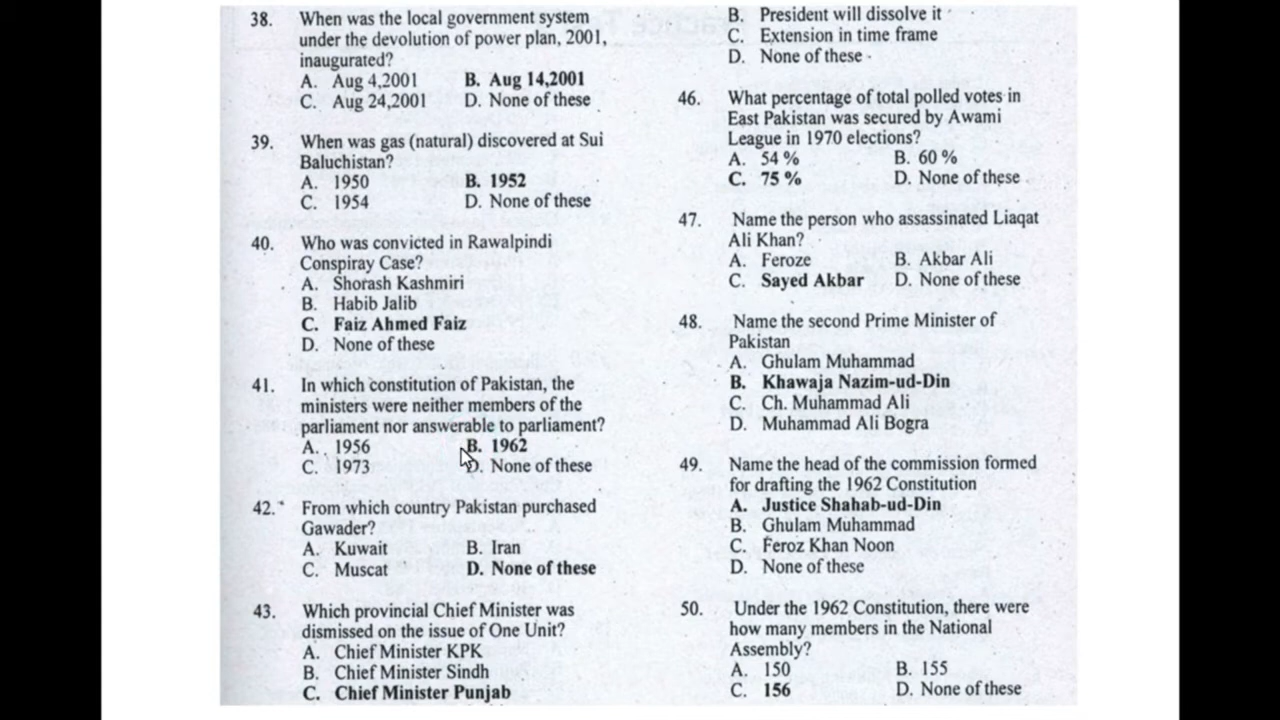 38. When was the local government system
under the devolution of power plan, 2001,
inaugurated?
A. Aug 4,2001 B. Aug 14,2001
C. Aug 24,2001 D. None of these
39. When was gas (natural) discovered at Sui
Baluchistan?
A. 1950 B. 1952
C. 1954 D. None of these
40. Who was convicted in Rawalpindi
Conspiray Case?
A. Shorash Kashmiri
B. Habib Jalib
C. Faiz Ahmed Faiz
D. None of these
41. In which constitution of Pakistan, the
ministers were neither members of the
parliament nor answerable to parliament?
A. 1956 B. 1962
C. 1973 D. None of these
42. From which country Pakistan purchased
Gawader?
A. Kuwait B. Iran
C. Muscat D. None of these
43. Which provincial Chief Minister was
dismissed on the issue of One Unit?
A. Chief Minister KPK
B. Chief Minister Sindh
C. Chief Minister Punjab
B. President will dissolve it
C. Extension in time frame
D. None of these
46. What percentage of total polled votes in
East Pakistan was secured by Awami
League in 1970 elections?
A. 54 % B. 60 %
C. 75 % D. None of these
47. Name the person who assassinated Liaqat
Ali Khan?
A. Feroze B. Akbar Ali
C. Sayed Akbar D. None of these
48. Name the second Prime Minister of
Pakistan
A. Ghulam Muhammad
B. Khawaja Nazim-ud-Din
C. Ch. Muhammad Ali
D. Muhammad Ali Bogra
49. Name the head of the commission formed
for drafting the 1962 Constitution
A. Justice Shahab-ud-Din
B. Ghulam Muhammad
C. Feroz Khan Noon
D. None of these
50. Under the 1962 Constitution, there were
how many members in the National
Assembly?
A. 150 B. 155
C. 156 D. None of these